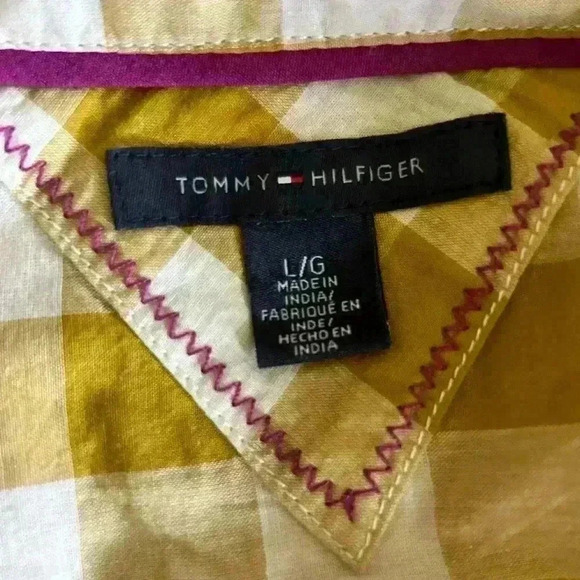 TOMMY HILFIGER
L/G
MADE IN
INDIA/
FABRIQUÉ EN
INDE/
HECHO EN
INDIA